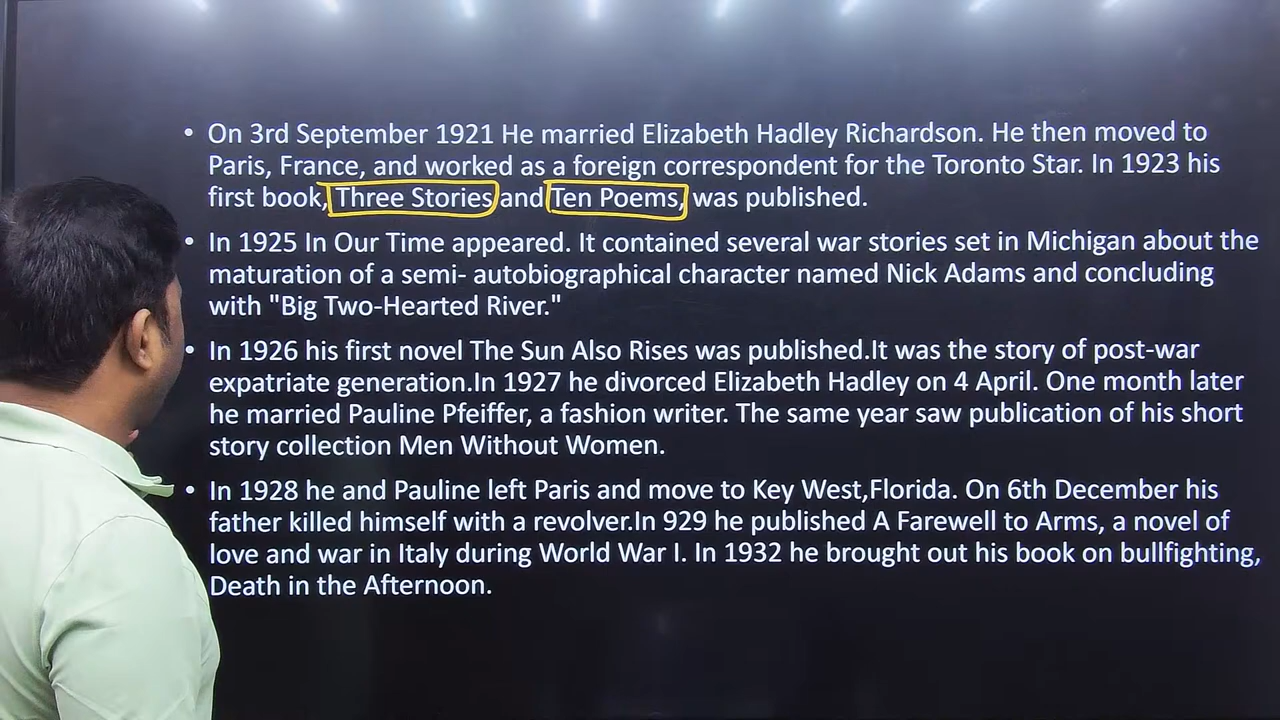 • On 3rd September 1921 He married Elizabeth Hadley Richardson. He then moved to
Paris, France, and worked as a foreign correspondent for the Toronto Star. In 1923 his
first book, Three Stories and Ten Poems, was published.
• In 1925 In Our Time appeared. It contained several war stories set in Michigan about the
maturation of a semi- autobiographical character named Nick Adams and concluding
with "Big Two-Hearted River."
• In 1926 his first novel The Sun Also Rises was published.It was the story of post-war
expatriate generation.In 1927 he divorced Elizabeth Hadley on 4 April. One month later
he married Pauline Pfeiffer, a fashion writer. The same year saw publication of his short
story collection Men Without Women.
• In 1928 he and Pauline left Paris and move to Key West,Florida. On 6th December his
father killed himself with a revolver.In 929 he published A Farewell to Arms, a novel of
love and war in Italy during World War I. In 1932 he brought out his book on bullfighting,
Death in the Afternoon.